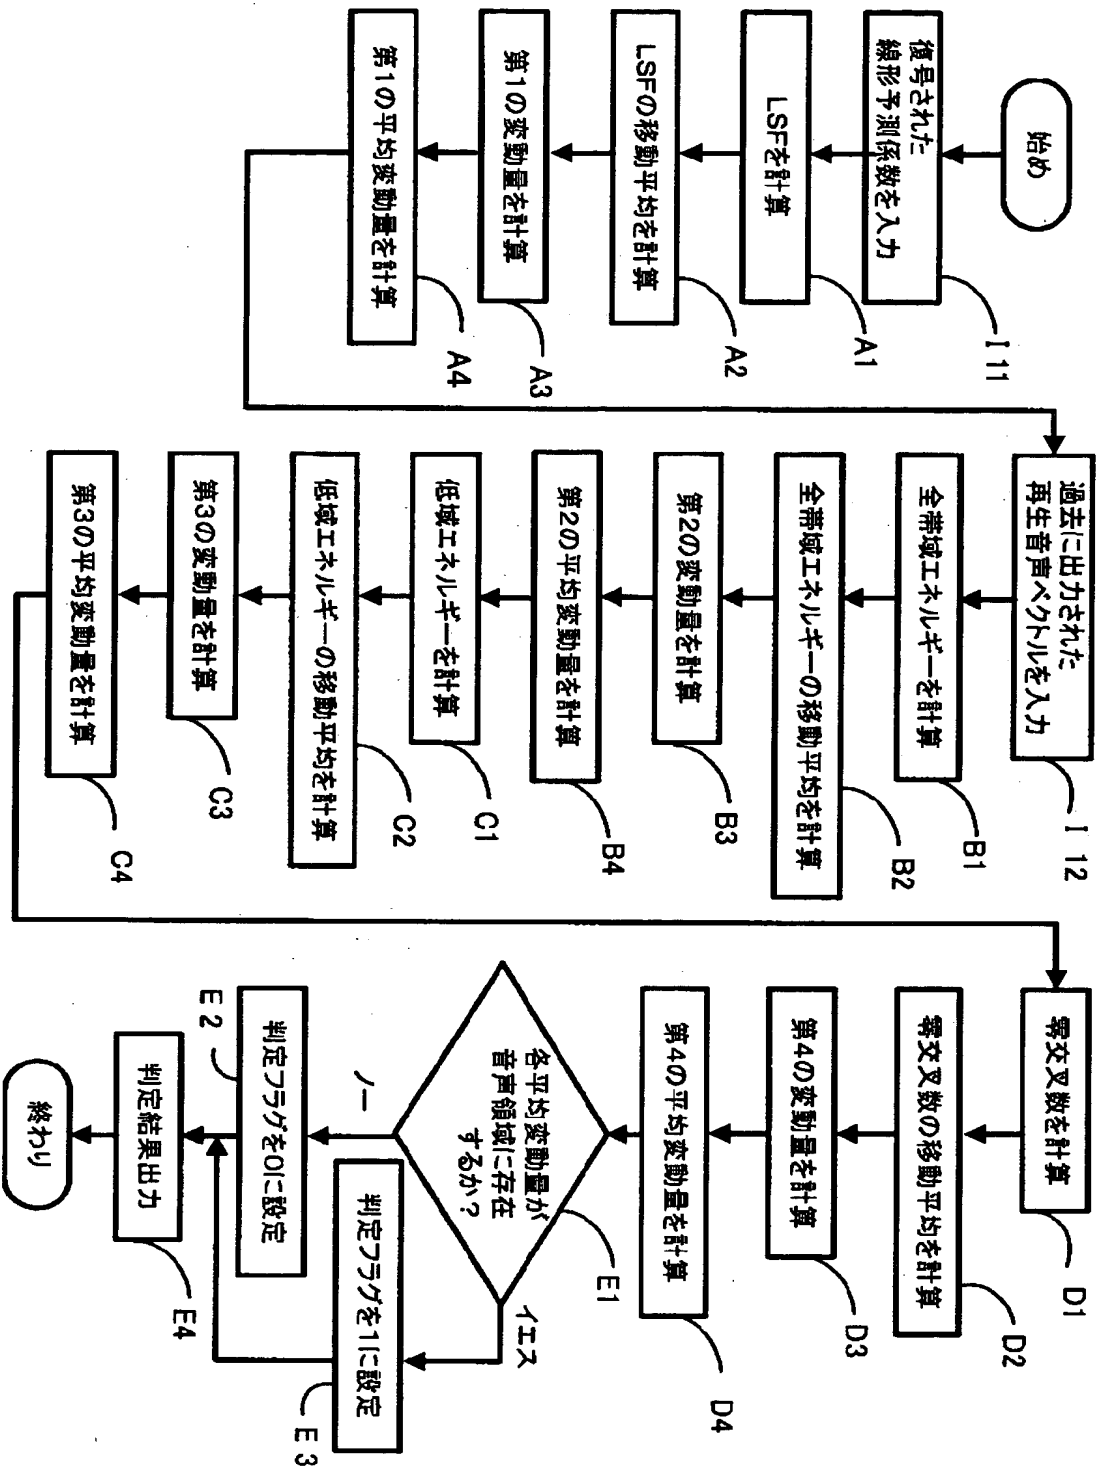 始め
復号された
線形予測係数を入力
I 11
LSFを計算
A1
LSFの移動平均を計算
A2
第1の変動量を計算
A3
第1の平均変動量を計算
A4
過去に出力された
再生音声ベクトルを入力
I 12
全帯域エネルギーを計算
B1
全帯域エネルギーの移動平均を計算
B2
第2の変動量を計算
B3
第2の平均変動量を計算
B4
低域エネルギーを計算
C1
低域エネルギーの移動平均を計算
C2
第3の変動量を計算
C3
第3の平均変動量を計算
C4
零交叉数を計算
D1
零交叉数の移動平均を計算
D2
第4の変動量を計算
D3
第4の平均変動量を計算
D4
各平均変動量が
音声領域に存在
するか?
E1
イエス
ノー
判定フラグを1に設定
E 3
判定フラグを0に設定
E 2
判定結果出力
E4
終わり